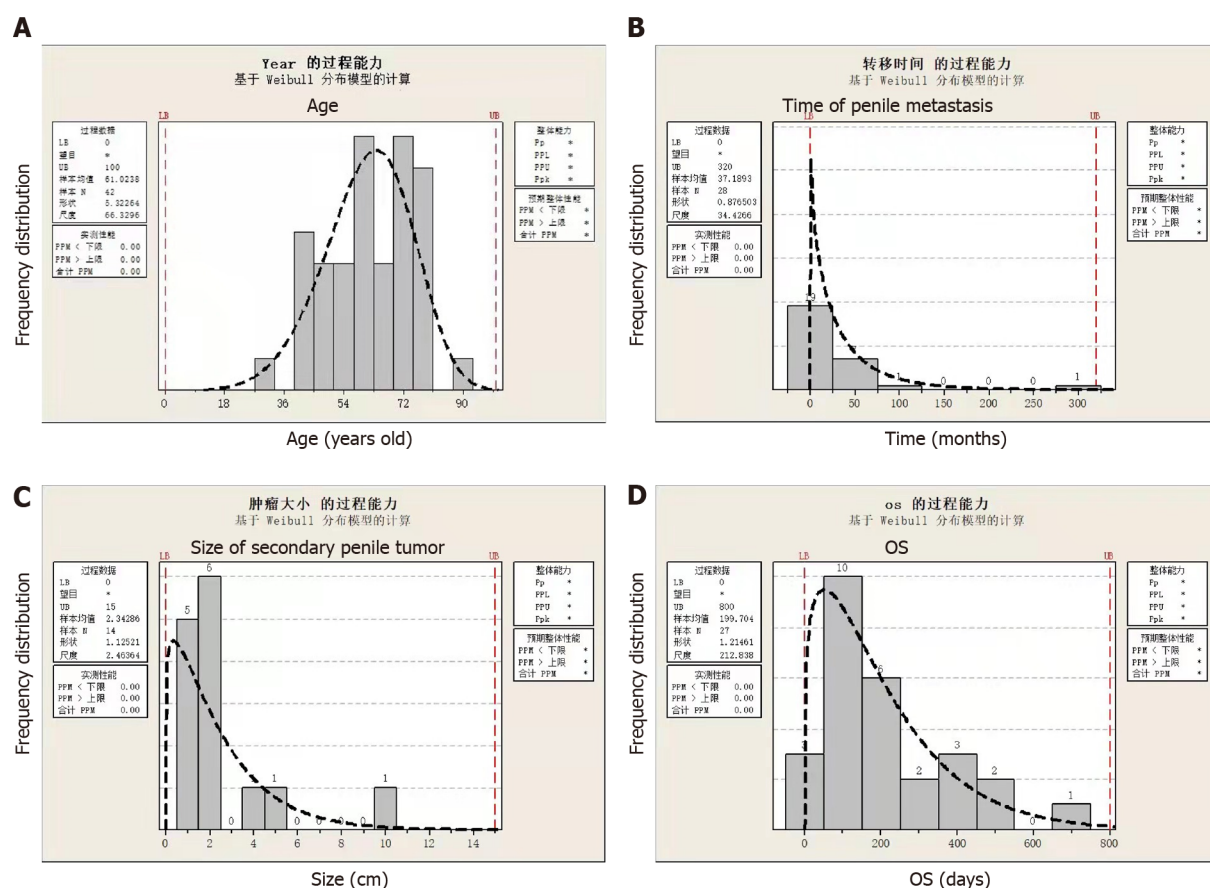 A
Year 的过程能力
基于 Weibull 分布模型的计算
Age
LB
UB
过程数据
LB 0
望目 *
UB 100
样本均值 61.0238
样本 N 42
形状 5.32264
尺度 66.3296
实测性能
PPM < 下限 0.00
PPM > 上限 0.00
合计 PPM 0.00
整体能力
Pp *
PPL *
PPU *
Ppk *
预期整体性能
PPM < 下限 *
PPM > 上限 *
合计 PPM *
Frequency distribution
0 18 36 54 72 90
Age (years old)
B
转移时间 的过程能力
基于 Weibull 分布模型的计算
Time of penile metastasis
LB
UB
过程数据
LB 0
望目 *
UB 320
样本均值 37.1893
样本 N 28
形状 0.876503
尺度 34.4266
实测性能
PPM < 下限 0.00
PPM > 上限 0.00
合计 PPM 0.00
整体能力
Pp *
PPL *
PPU *
Ppk *
预期整体性能
PPM < 下限 *
PPM > 上限 *
合计 PPM *
Frequency distribution
19 1 0 0 0 1
0 50 100 150 200 250 300
Time (months)
C
肿瘤大小 的过程能力
基于 Weibull 分布模型的计算
Size of secondary penile tumor
LB
UB
过程数据
LB 0
望目 *
UB 15
样本均值 2.34286
样本 N 14
形状 1.12521
尺度 2.46364
实测性能
PPM < 下限 0.00
PPM > 上限 0.00
合计 PPM 0.00
整体能力
Pp *
PPL *
PPU *
Ppk *
预期整体性能
PPM < 下限 *
PPM > 上限 *
合计 PPM *
Frequency distribution
5 6 0 1 0 0 0 0 1
0 2 4 6 8 10 12 14
Size (cm)
D
os 的过程能力
基于 Weibull 分布模型的计算
OS
LB
UB
过程数据
LB 0
望目 *
UB 800
样本均值 199.704
样本 N 27
形状 1.21461
尺度 212.838
实测性能
PPM < 下限 0.00
PPM > 上限 0.00
合计 PPM 0.00
整体能力
Pp *
PPL *
PPU *
Ppk *
预期整体性能
PPM < 下限 *
PPM > 上限 *
合计 PPM *
Frequency distribution
3 10 6 2 3 2 0 1
0 200 400 600 800
OS (days)